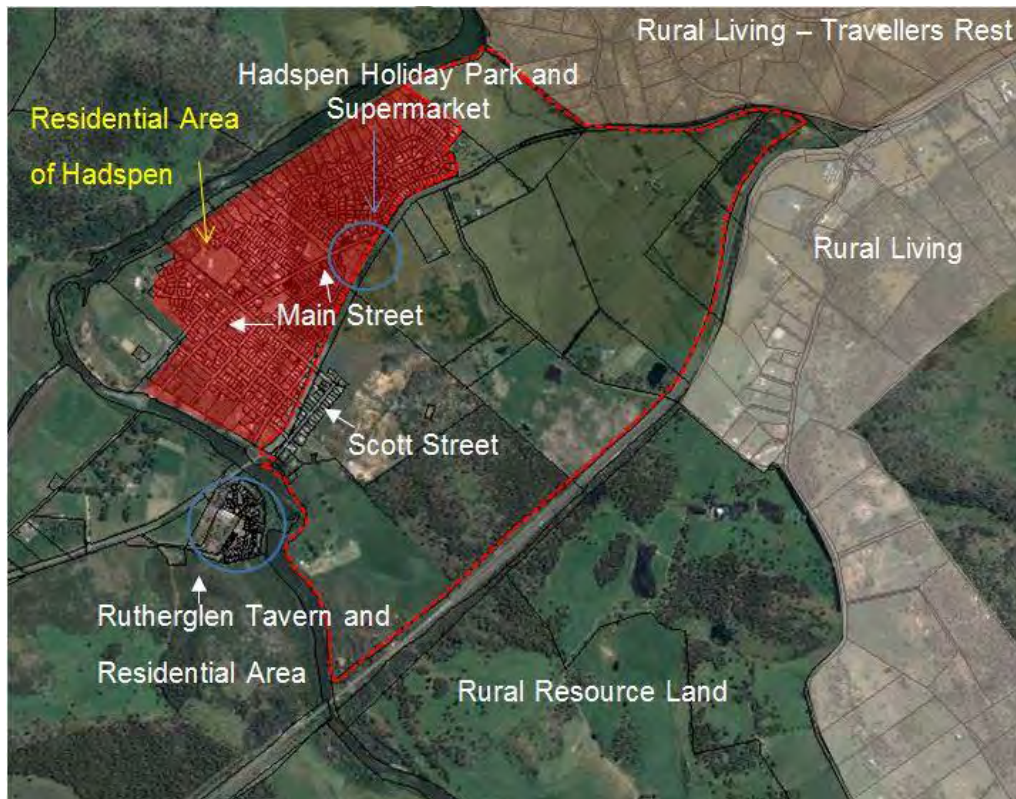 Rural Living – Travellers Rest
Hadspen Holiday Park and
Supermarket
Residential Area
of Hadspen
Rural Living
Main Street
Scott Street
Rutherglen Tavern and
Residential Area
Rural Resource Land